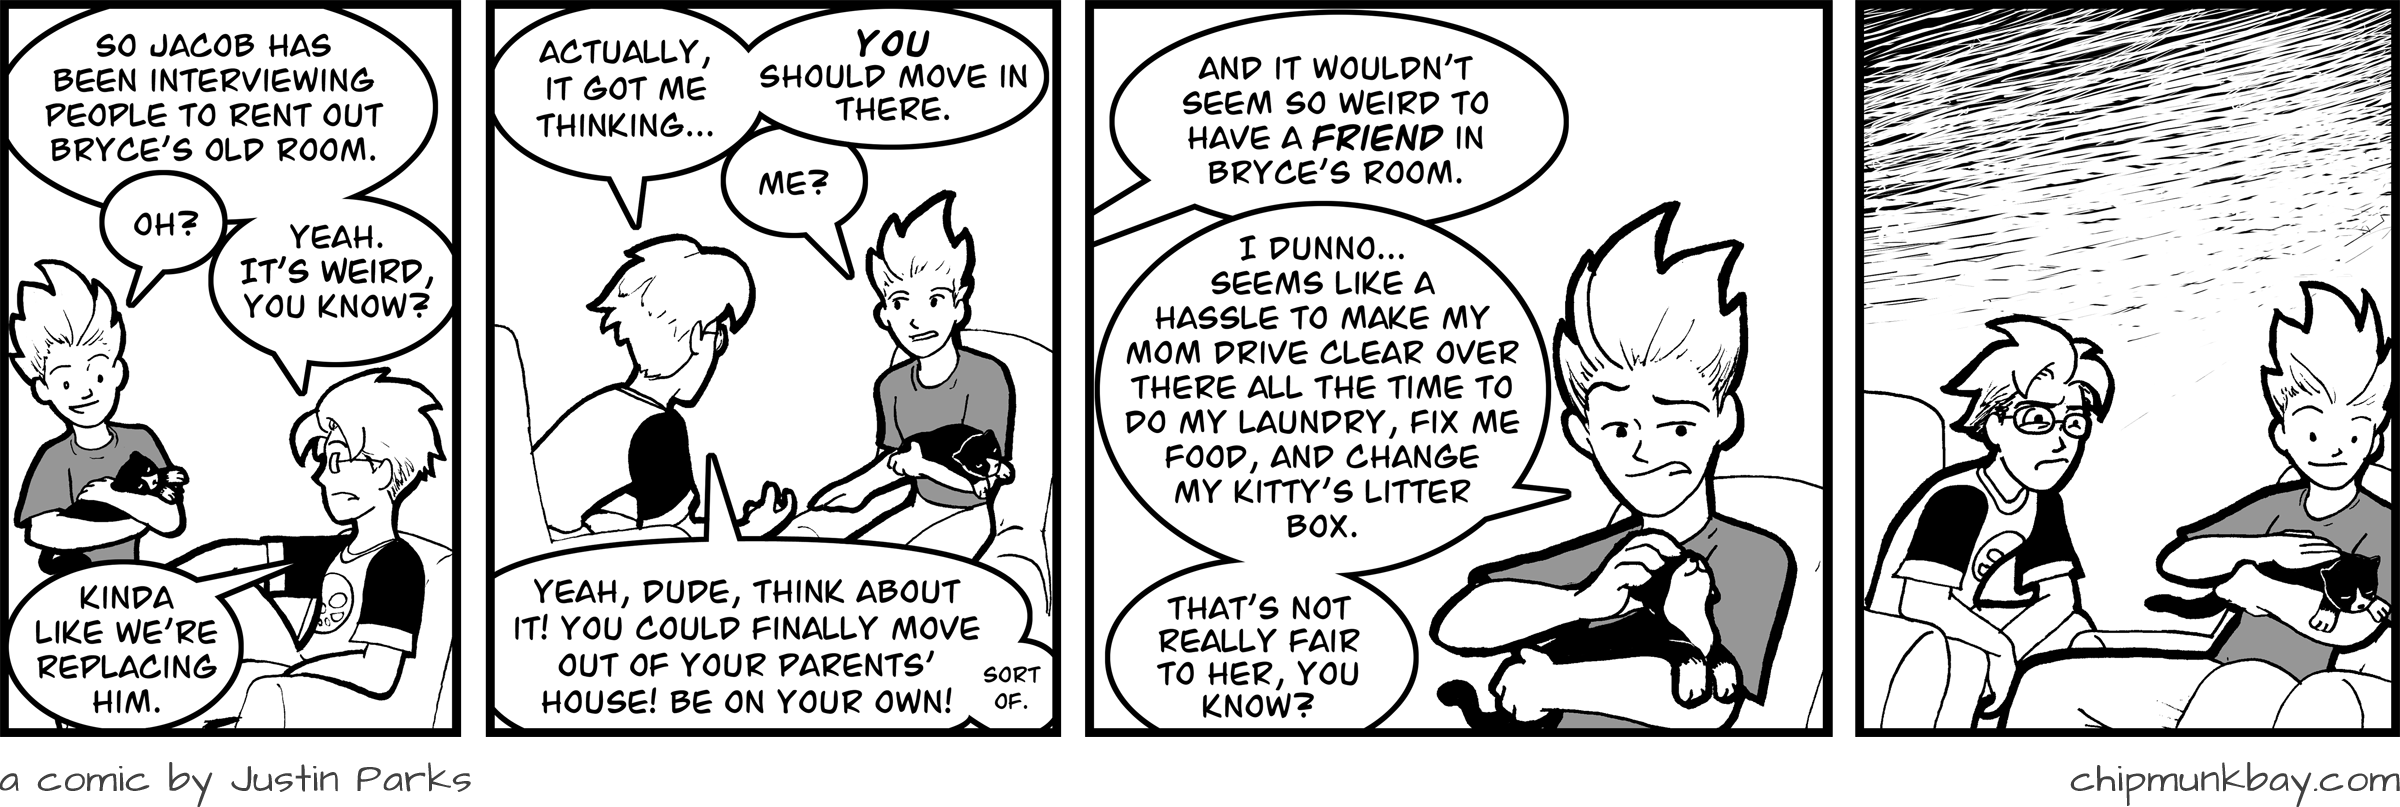 SO JACOB HAS
BEEN INTERVIEWING
PEOPLE TO RENT OUT
BRYCE'S OLD ROOM.
OH?
YEAH.
IT'S WEIRD,
YOU KNOW?
KINDA
LIKE WE'RE
REPLACING
HIM.
ACTUALLY,
IT GOT ME
THINKING...
YOU
SHOULD MOVE IN
THERE.
ME?
YEAH, DUDE, THINK ABOUT
IT! YOU COULD FINALLY MOVE
OUT OF YOUR PARENTS'
HOUSE! BE ON YOUR OWN!
SORT
OF.
AND IT WOULDN'T
SEEM SO WEIRD TO
HAVE A FRIEND IN
BRYCE'S ROOM.
I DUNNO...
SEEMS LIKE A
HASSLE TO MAKE MY
MOM DRIVE CLEAR OVER
THERE ALL THE TIME TO
DO MY LAUNDRY, FIX ME
FOOD, AND CHANGE
MY KITTY'S LITTER
BOX.
THAT'S NOT
REALLY FAIR
TO HER, YOU
KNOW?
a comic by Justin Parks
chipmunkbay.com